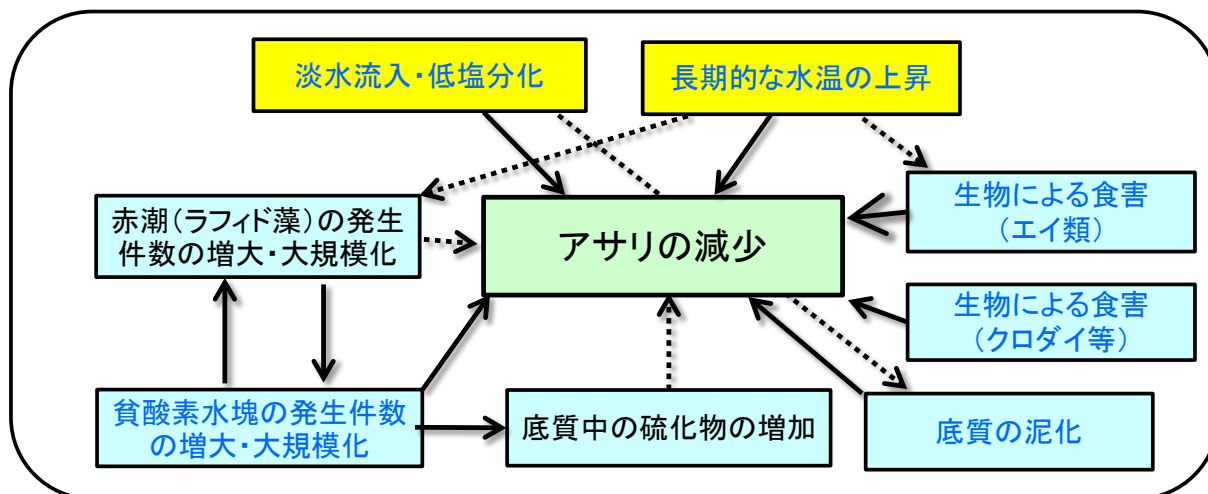 淡水流入・低塩分化
長期的な水温の上昇
赤潮(ラフィド藻)の発生
件数の増大・大規模化
アサリの減少
生物による食害
(エイ類)
生物による食害
(クロダイ等)
貧酸素水塊の発生件数
の増大・大規模化
底質中の硫化物の増加
底質の泥化